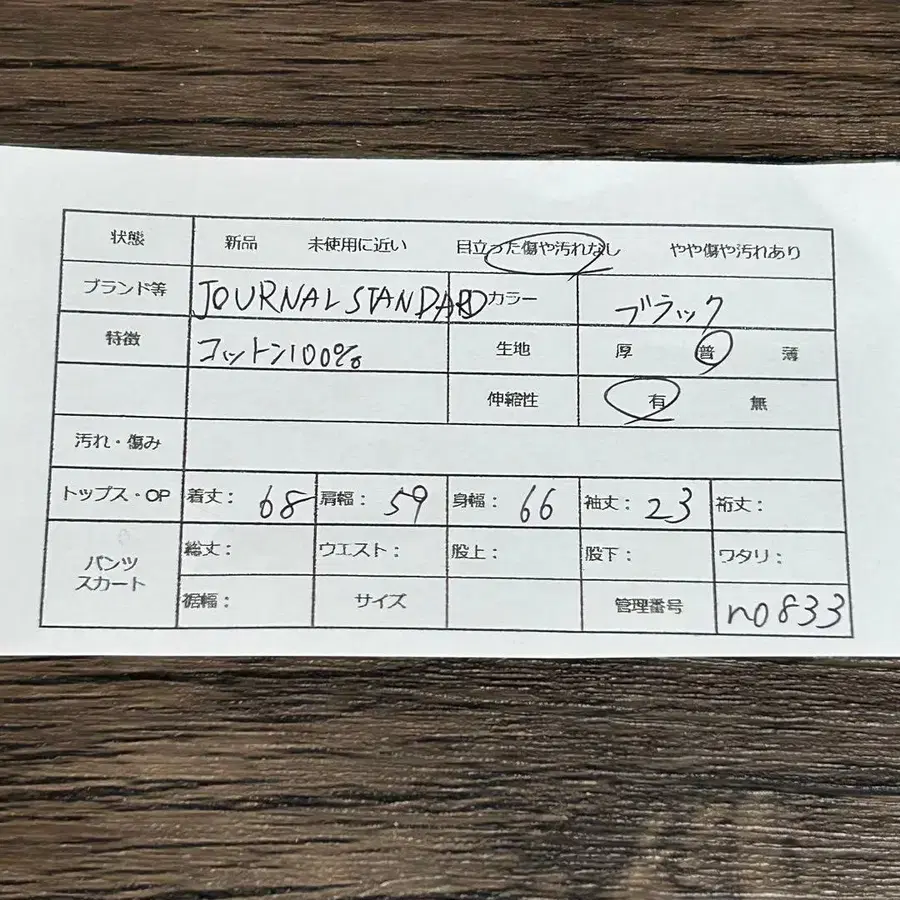 状態 新品 未使用に近い 目立った傷や汚れなし やや傷や汚れあり
ブランド等 JOURNAL STANDARD カラー ブラック
特徴 コットン100% 生地 厚 普 薄
伸縮性 有 無
汚れ・傷み
トップス・OP 着丈: 68 肩幅: 59 身幅: 66 袖丈: 23 裄丈:
パンツ スカート 総丈: ウエスト: 股上: 股下: ワタリ:
裾幅: サイズ 管理番号 no833